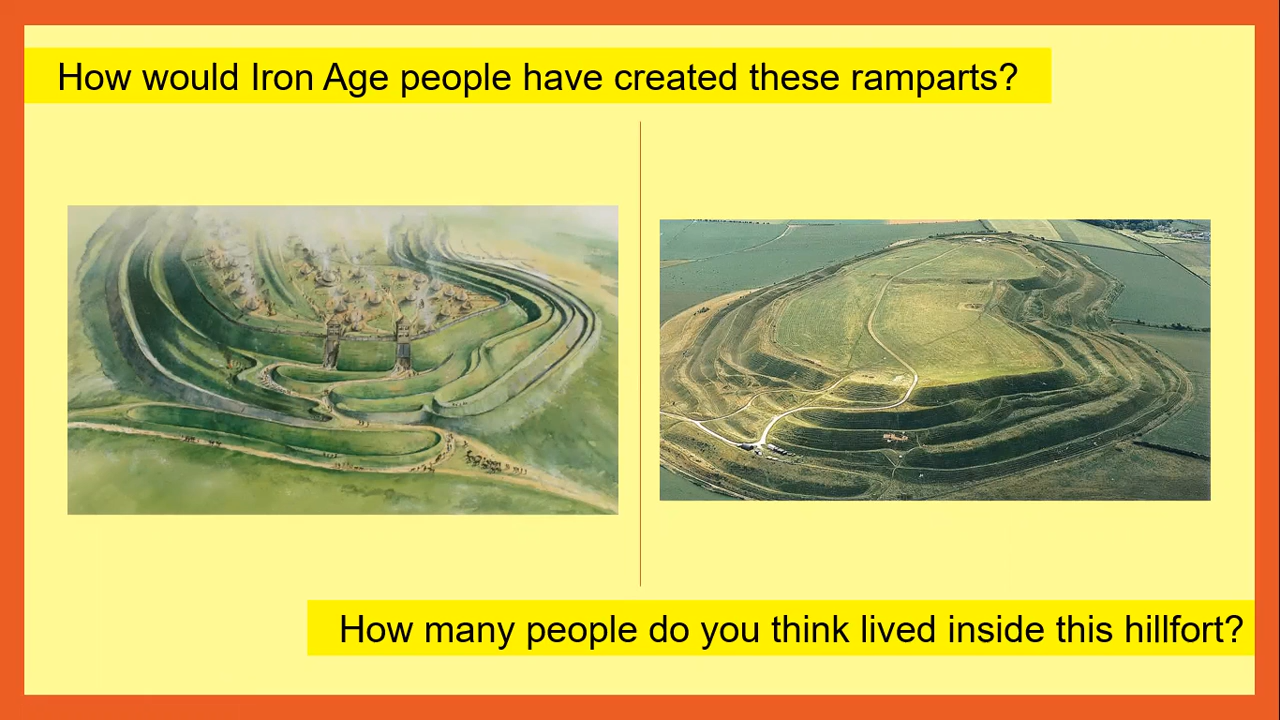 How would Iron Age people have created these ramparts?
How many people do you think lived inside this hillfort?